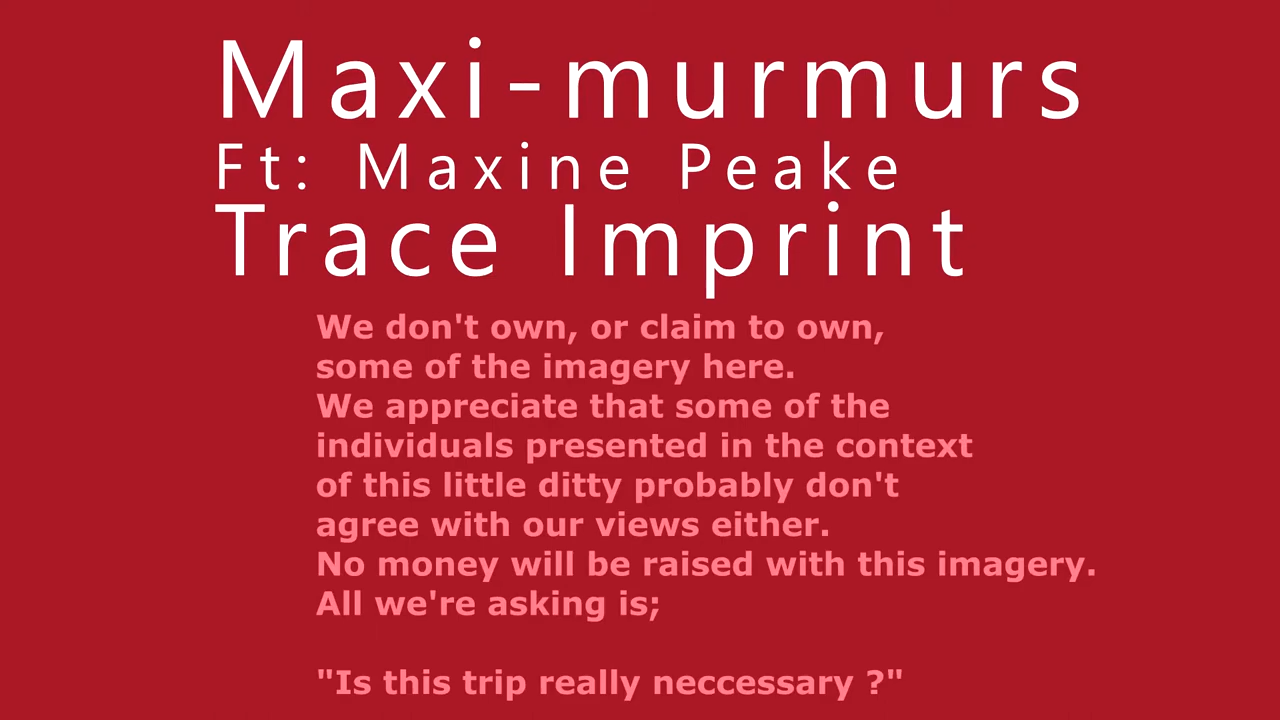 Maxi-murmurs
Ft: Maxine Peake
Trace Imprint
We don't own, or claim to own,
some of the imagery here.
We appreciate that some of the
individuals presented in the context
of this little ditty probably don't
agree with our views either.
No money will be raised with this imagery.
All we're asking is;
"Is this trip really neccessary ?"